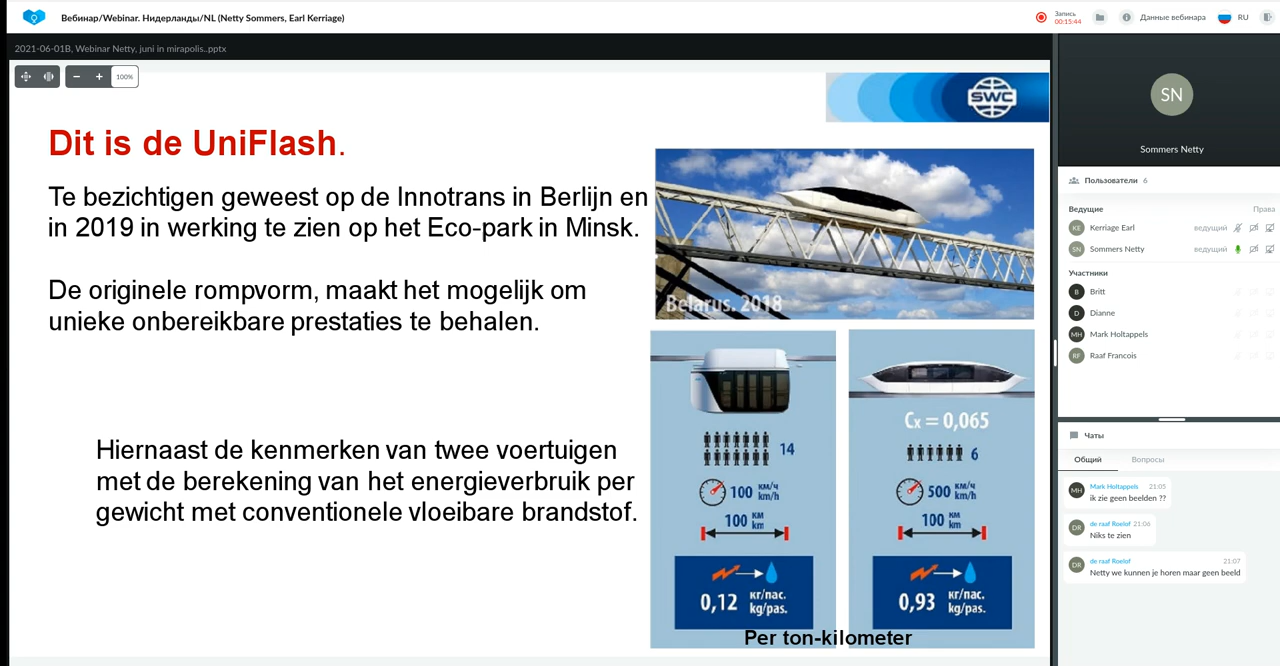 Вебинар/Webinar. Нидерланды/NL (Netty Sommers, Earl Kerriage)
Запись
00:15:44
Данные вебинара
RU
2021-06-01B, Webinar Netty, juni in mirapolis..pptx
100%
SWC
Dit is de UniFlash.
Te bezichtigen geweest op de Innotrans in Berlijn en
in 2019 in werking te zien op het Eco-park in Minsk.
De originele rompvorm, maakt het mogelijk om
unieke onbereikbare prestaties te behalen.
Hiernaast de kenmerken van twee voertuigen
met de berekening van het energieverbruik per
gewicht met conventionele vloeibare brandstof.
Belarus. 2018
14
100 км/ч km/h
100 км km
0,12 кг/пас. kg/pas.
Cx = 0,065
6
500 км/ч km/h
100 км km
0,93 кг/пас. kg/pas.
Per ton-kilometer
SN
Sommers Netty
Пользователи 6
Ведущие
Права
KE Kerriage Earl ведущий
SN Sommers Netty ведущий
Участники
B Britt
D Dianne
MH Mark Holtappels
RF Raaf Francois
Чаты
Общий
Вопросы
MH Mark Holtappels 21:05
ik zie geen beelden ??
DR de raaf Roelof 21:06
Niks te zien
DR de raaf Roelof 21:07
Netty we kunnen je horen maar geen beeld